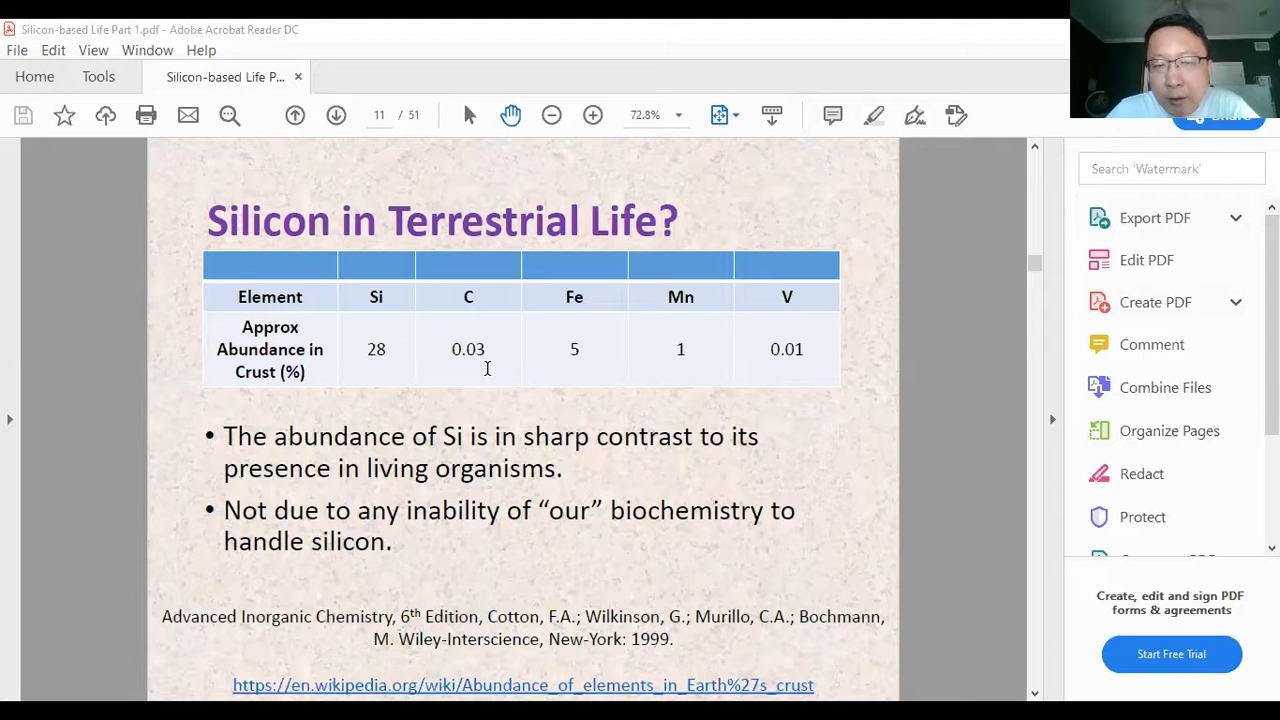 Silicon-based Life Part 1.pdf - Adobe Acrobat Reader DC
File Edit View Window Help
Home Tools Silicon-based Life P... ×
11 / 51 72.8%
Search 'Watermark'
Export PDF
Edit PDF
Create PDF
Comment
Combine Files
Organize Pages
Redact
Protect
Create, edit and sign PDF
forms & agreements
Start Free Trial
Silicon in Terrestrial Life?
Element Si C Fe Mn V
Approx
Abundance in 28 0.03 5 1 0.01
Crust (%)
• The abundance of Si is in sharp contrast to its
presence in living organisms.
• Not due to any inability of “our” biochemistry to
handle silicon.
Advanced Inorganic Chemistry, 6th Edition, Cotton, F.A.; Wilkinson, G.; Murillo, C.A.; Bochmann,
M. Wiley-Interscience, New-York: 1999.
https://en.wikipedia.org/wiki/Abundance_of_elements_in_Earth%27s_crust